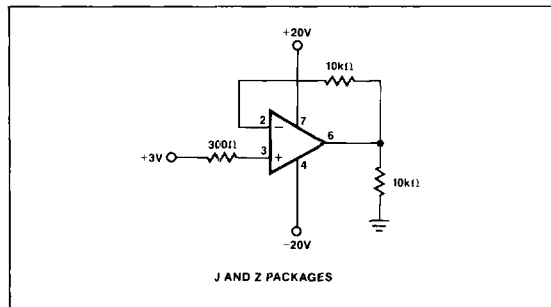 +20V
10kΩ
2
7
6
300Ω
+3V
3
4
10kΩ
−20V
J AND Z PACKAGES